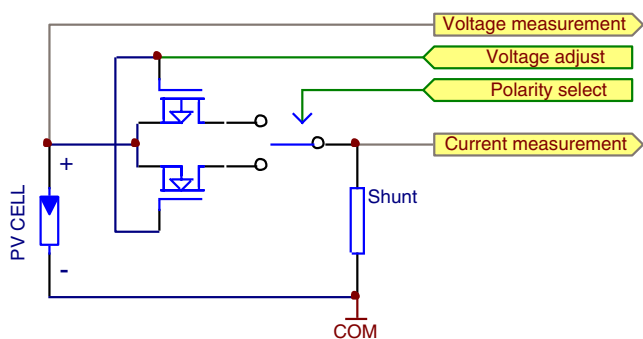 Voltage measurement
Voltage adjust
Polarity select
Current measurement
+
PV CELL
Shunt
-
COM